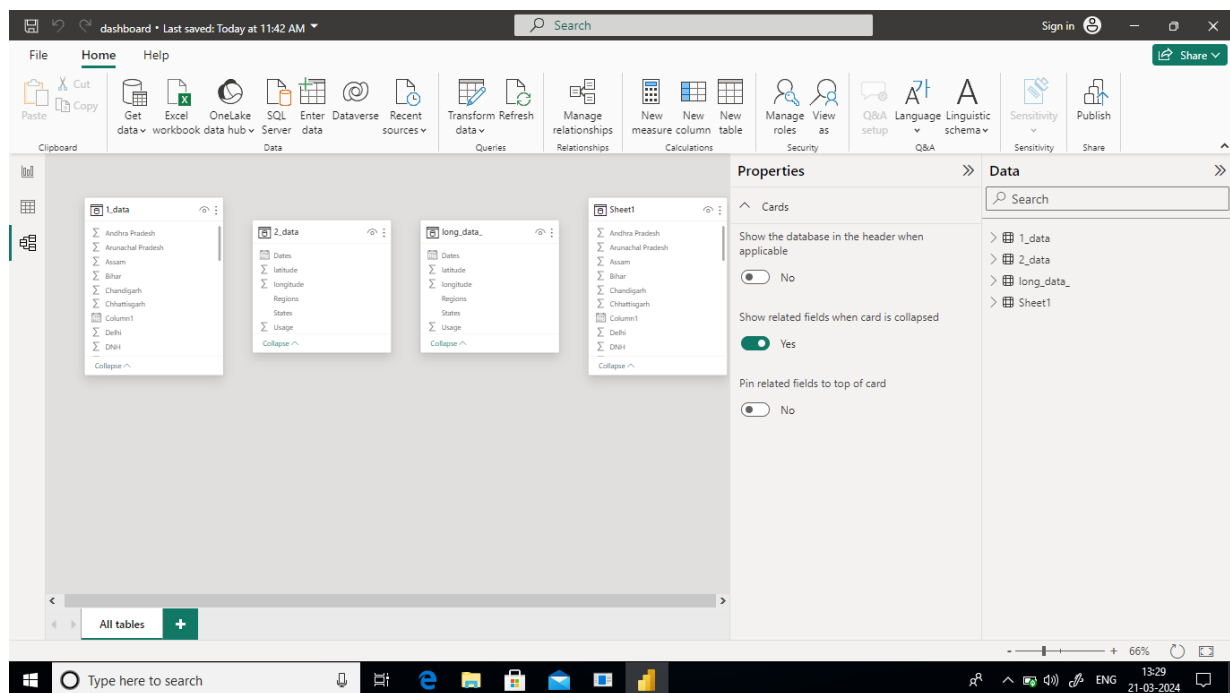 dashboard • Last saved: Today at 11:42 AM
Search
Sign in
File Home Help
Share
Paste
Cut
Copy
Get data
Excel workbook
OneLake data hub
SQL Server
Enter data
Dataverse
Recent sources
Transform data
Refresh
Manage relationships
New measure
New column
New table
Manage roles
View as
Q&A setup
Language
Linguistic schema
Sensitivity
Publish
Clipboard
Data
Queries
Relationships
Calculations
Security
Q&A
Sensitivity
Share
1_data
Andhra Pradesh
Arunachal Pradesh
Assam
Bihar
Chandigarh
Chhattisgarh
Column1
Delhi
DNH
Collapse
2_data
Dates
latitude
longitude
Regions
States
Usage
Collapse
long_data_
Dates
latitude
longitude
Regions
States
Usage
Collapse
Sheet1
Andhra Pradesh
Arunachal Pradesh
Assam
Bihar
Chandigarh
Chhattisgarh
Column1
Delhi
DNH
Collapse
Properties
Cards
Show the database in the header when
applicable
No
Show related fields when card is collapsed
Yes
Pin related fields to top of card
No
Data
Search
1_data
2_data
long_data_
Sheet1
All tables
+
- + 66%
Type here to search
ENG
13:29
21-03-2024